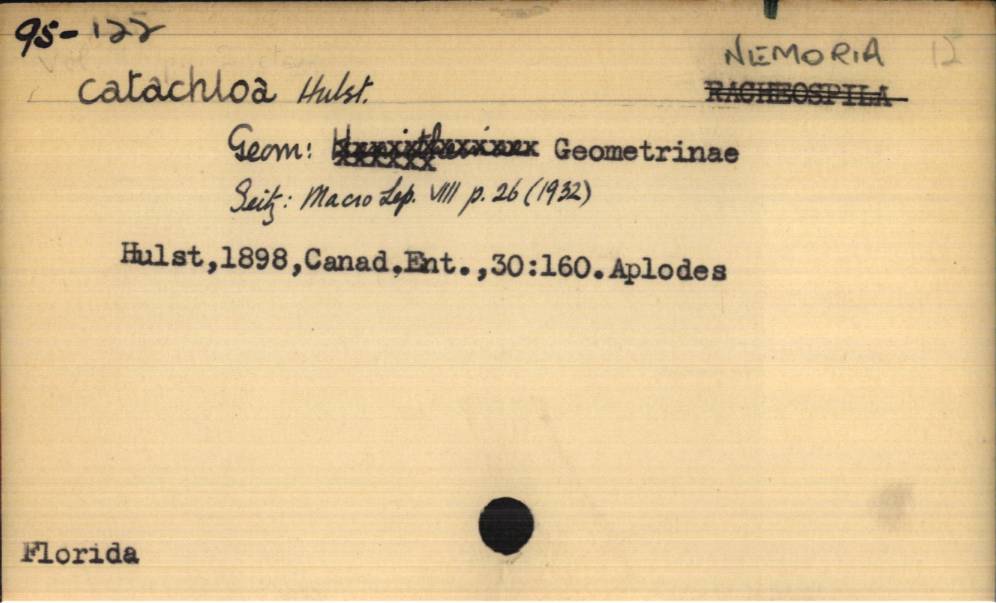 95-122
NEMORIA 12
catachloa Hulst. RACHEOSPILA
Geom: Geometrinae
Seitz: Macro Lep. VIII p. 26 (1932)
Hulst,1898,Canad.Ent.,30:160.Aplodes
Florida